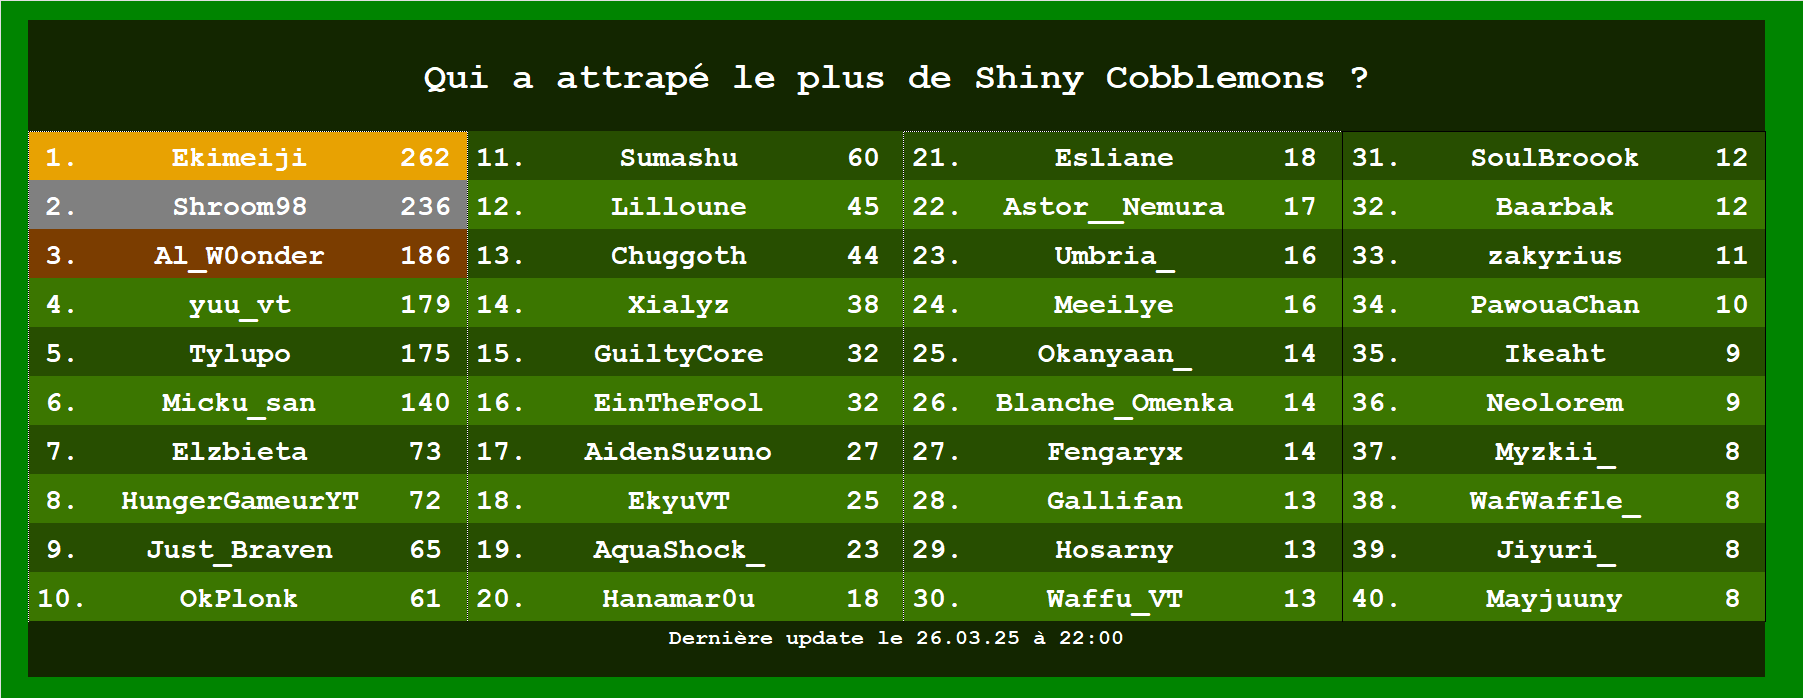 Qui a attrapé le plus de Shiny Cobblemons ?
1. Ekimeiji 262
2. Shroom98 236
3. Al_W0onder 186
4. yuu_vt 179
5. Tylupo 175
6. Micku_san 140
7. Elzbieta 73
8. HungerGameurYT 72
9. Just_Braven 65
10. OkPlonk 61
11. Sumashu 60
12. Lilloune 45
13. Chuggoth 44
14. Xialyz 38
15. GuiltyCore 32
16. EinTheFool 32
17. AidenSuzuno 27
18. EkyuVT 25
19. AquaShock_ 23
20. Hanamar0u 18
21. Esliane 18
22. Astor__Nemura 17
23. Umbria_ 16
24. Meeilye 16
25. Okanyaan_ 14
26. Blanche_Omenka 14
27. Fengaryx 14
28. Gallifan 13
29. Hosarny 13
30. Waffu_VT 13
31. SoulBroook 12
32. Baarbak 12
33. zakyrius 11
34. PawouaChan 10
35. Ikeaht 9
36. Neolorem 9
37. Myzkii_ 8
38. WafWaffle_ 8
39. Jiyuri_ 8
40. Mayjuuny 8
Dernière update le 26.03.25 à 22:00